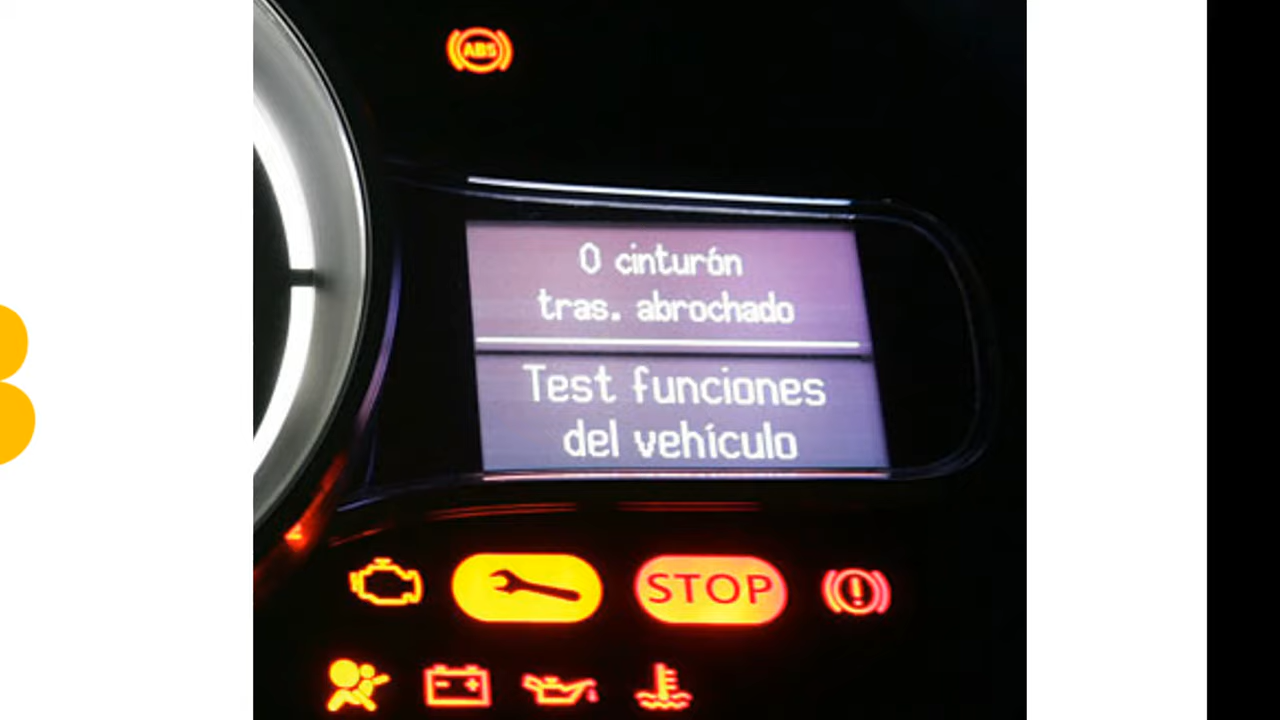 ABS
0 cinturón
tras. abrochado
Test funciones
del vehículo
STOP